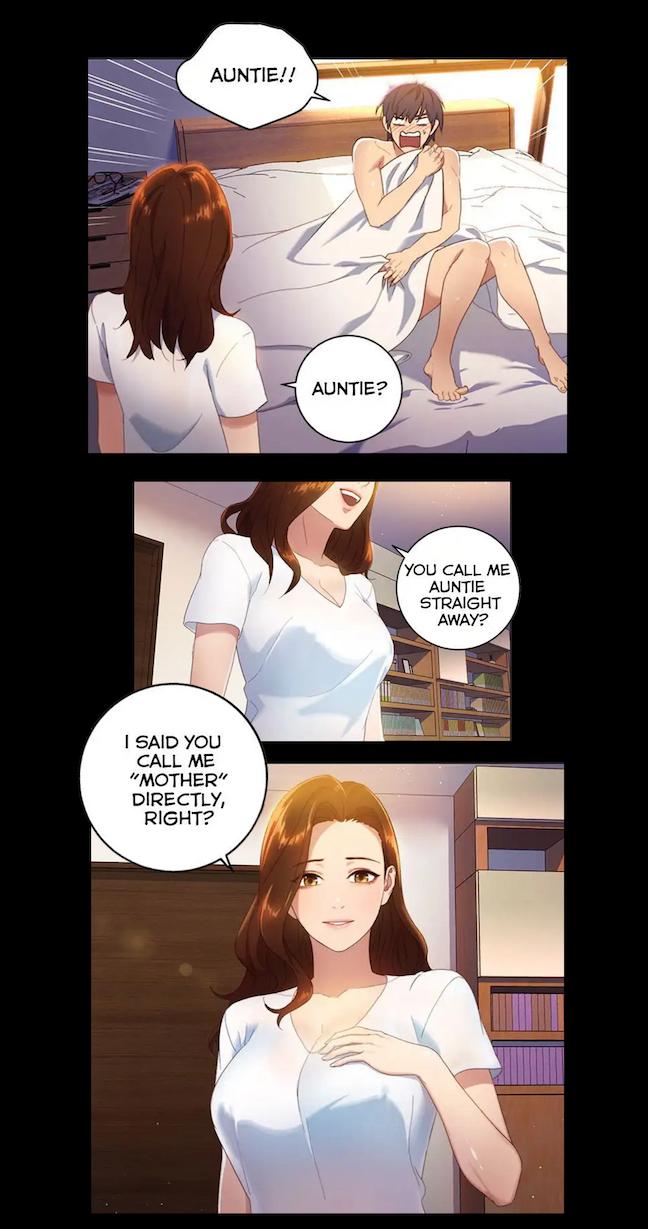 AUNTIE!!
AUNTIE?
YOU CALL ME
AUNTIE
STRAIGHT
AWAY?
I SAID YOU
CALL ME
"MOTHER"
DIRECTLY,
RIGHT?